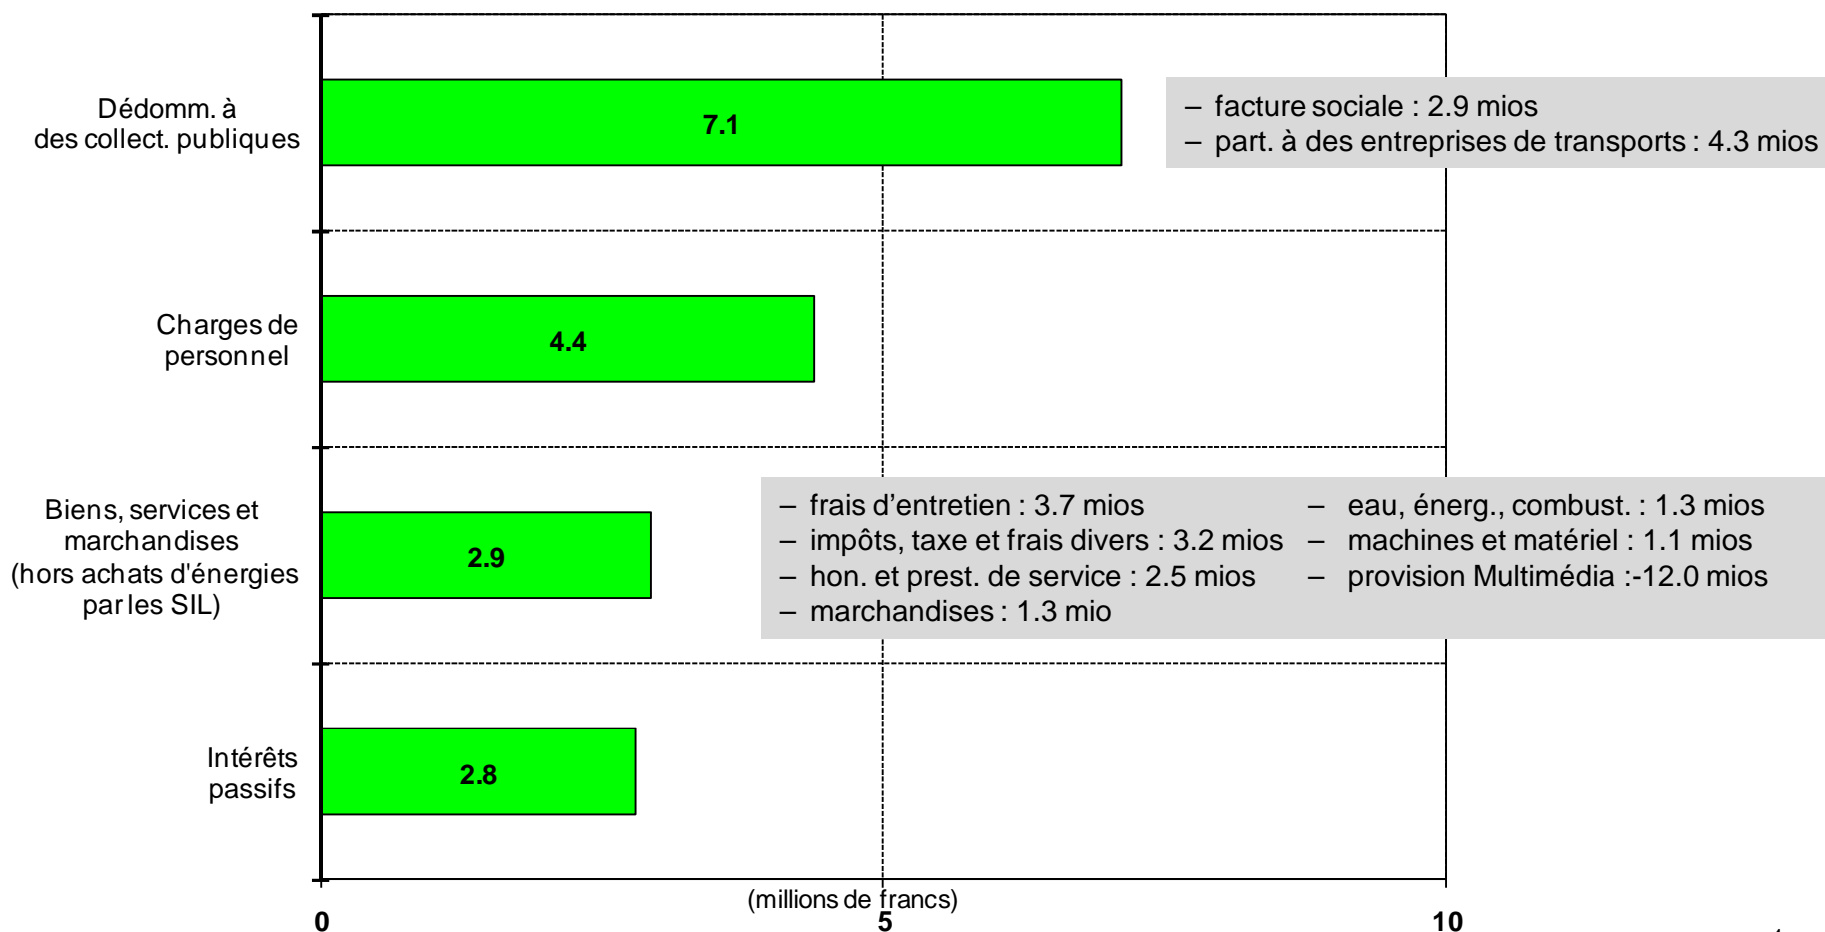 Dédomm. à
des collect. publiques
7.1
– facture sociale : 2.9 mios
– part. à des entreprises de transports : 4.3 mios
Charges de
personnel
4.4
Biens, services et
marchandises
(hors achats d'énergies
par les SIL)
2.9
– frais d’entretien : 3.7 mios
– impôts, taxe et frais divers : 3.2 mios
– hon. et prest. de service : 2.5 mios
– marchandises : 1.3 mio
– eau, énerg., combust. : 1.3 mios
– machines et matériel : 1.1 mios
– provision Multimédia :-12.0 mios
Intérêts
passifs
2.8
(millions de francs)
0 5 10